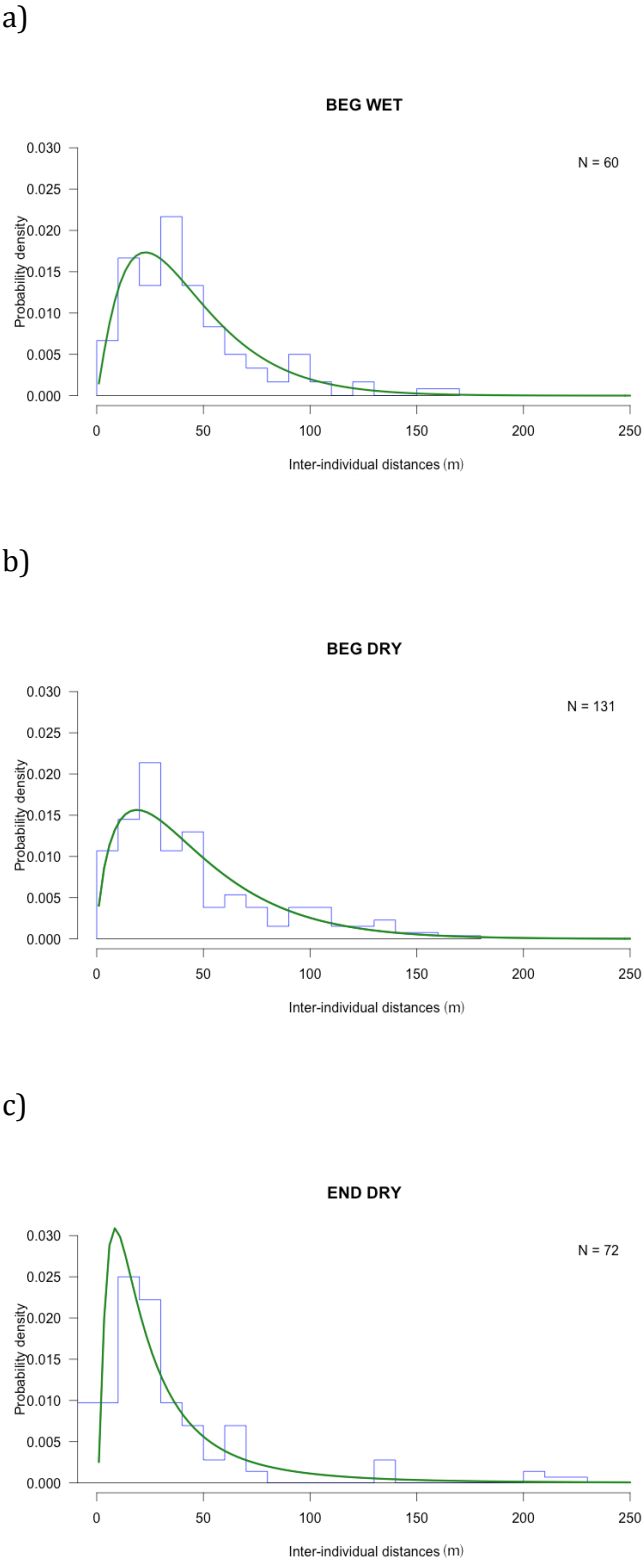 a)
BEG WET
N = 60
Probability density
0.030
0.025
0.020
0.015
0.010
0.005
0.000
0 50 100 150 200 250
Inter-individual distances (m)
b)
BEG DRY
N = 131
Probability density
0.030
0.025
0.020
0.015
0.010
0.005
0.000
0 50 100 150 200 250
Inter-individual distances (m)
c)
END DRY
N = 72
Probability density
0.030
0.025
0.020
0.015
0.010
0.005
0.000
0 50 100 150 200 250
Inter-individual distances (m)